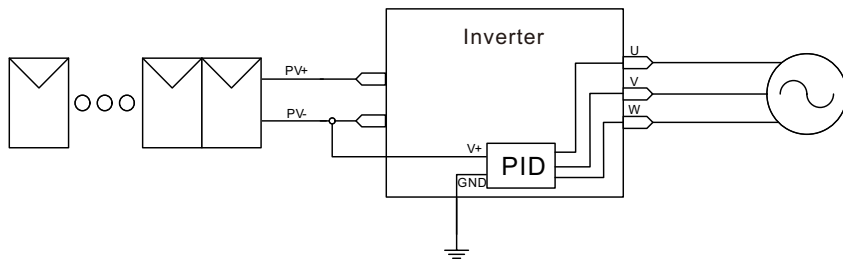 Inverter
U
PV+
V
PV-
W
V+
PID
GND